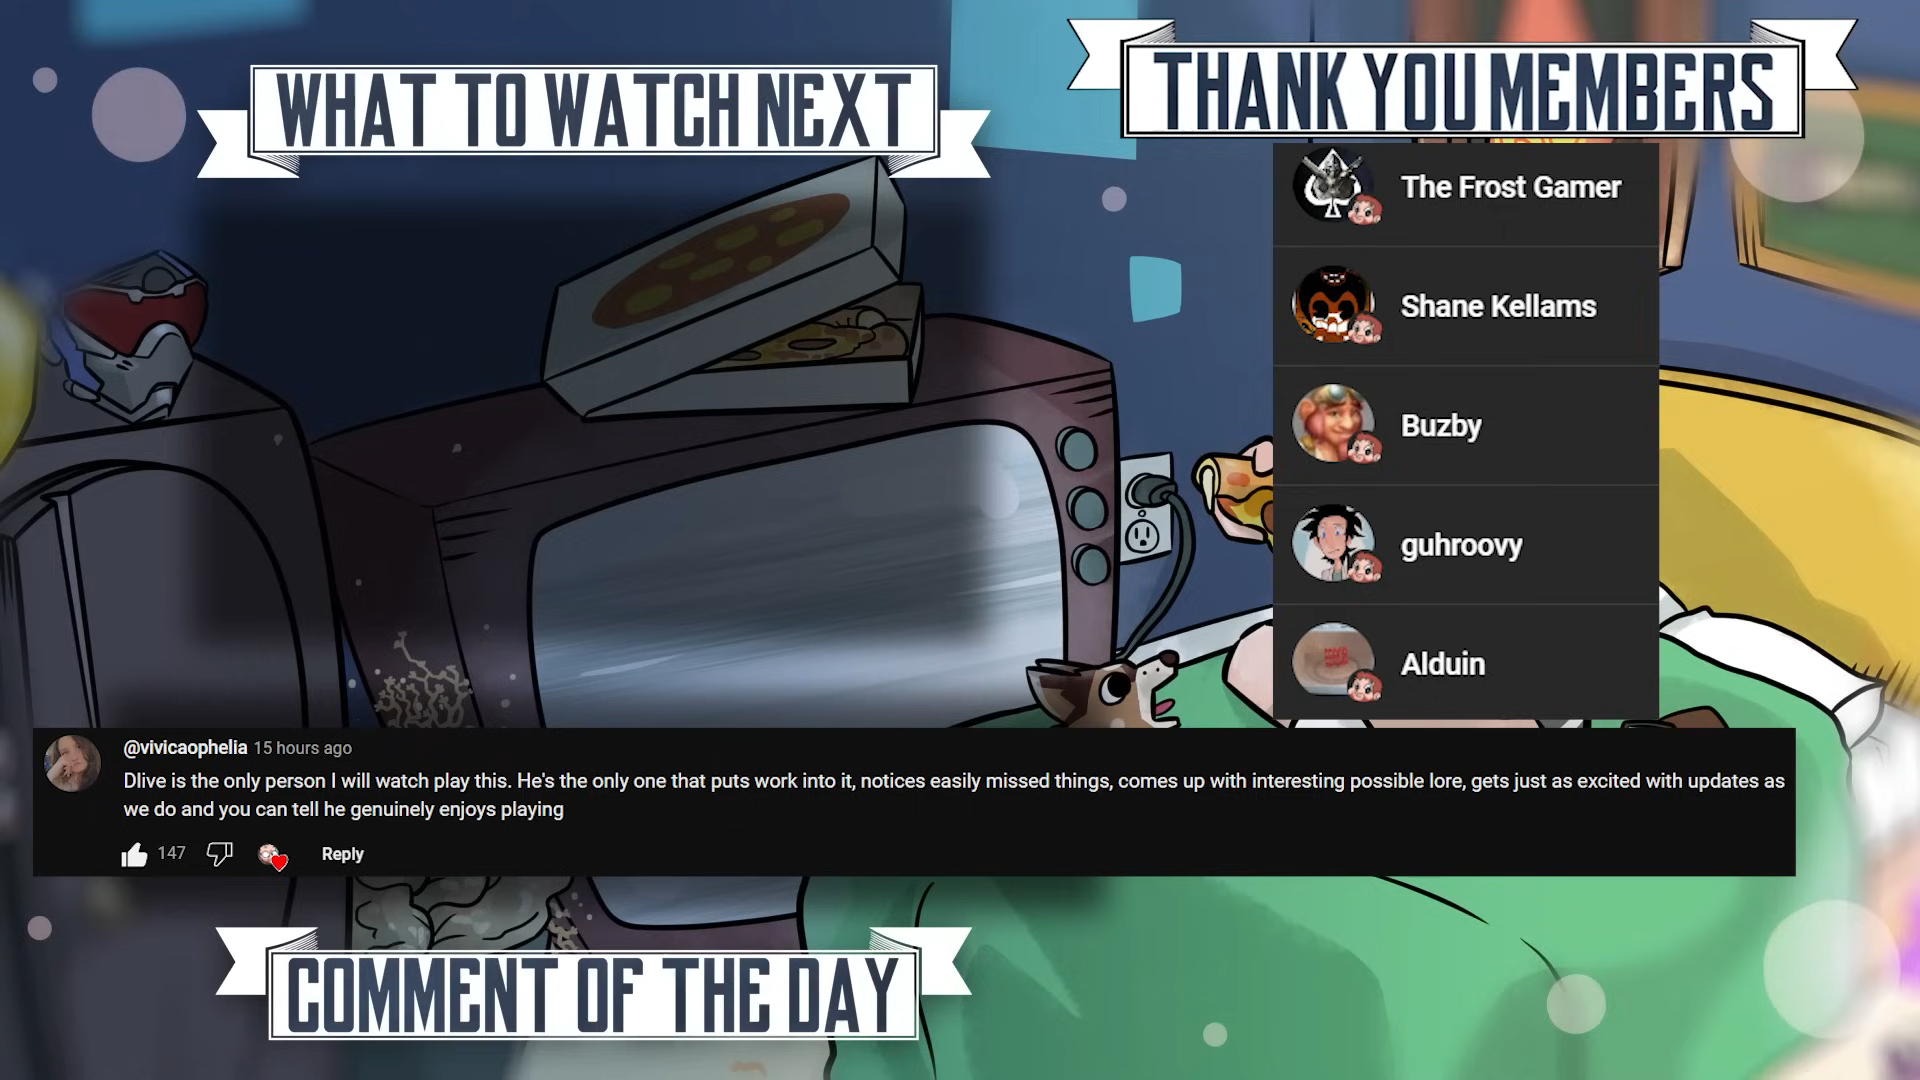 WHAT TO WATCH NEXT
THANK YOU MEMBERS
The Frost Gamer
Shane Kellams
Buzby
guhroovy
Alduin
@vivicaophelia 15 hours ago
Dlive is the only person I will watch play this. He's the only one that puts work into it, notices easily missed things, comes up with interesting possible lore, gets just as excited with updates as
we do and you can tell he genuinely enjoys playing
147 Reply
COMMENT OF THE DAY